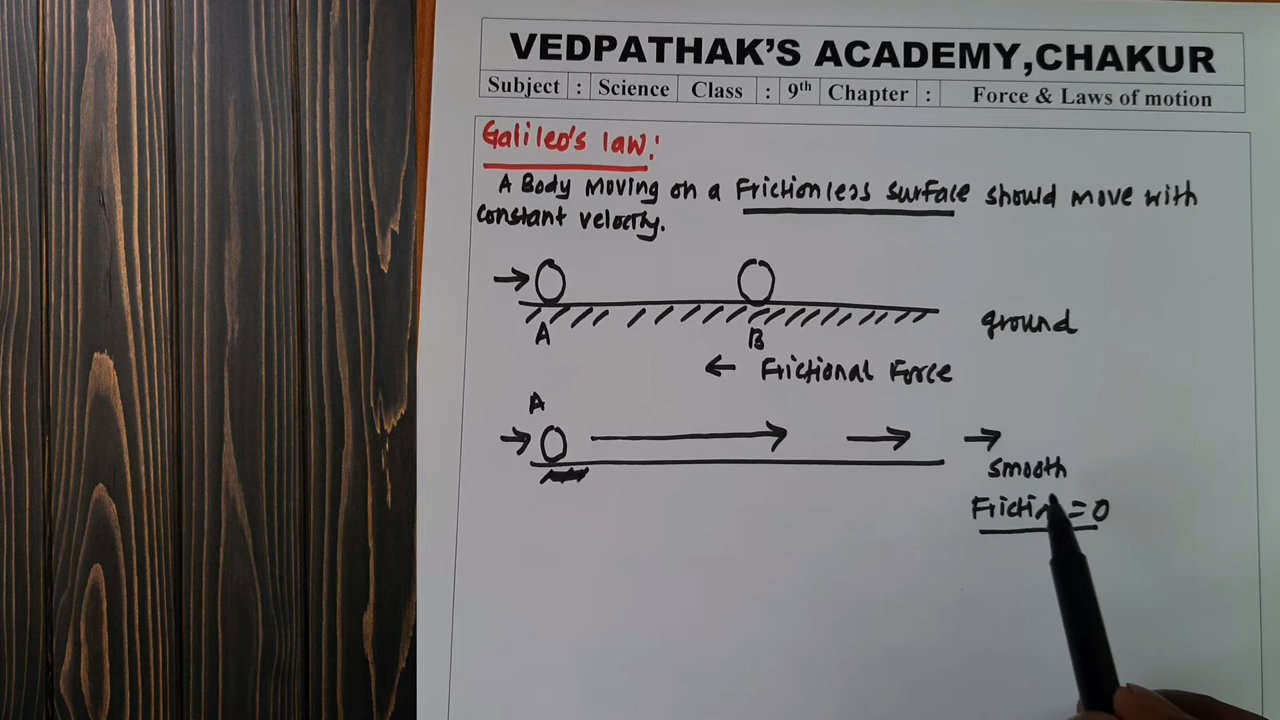 VEDPATHAK'S ACADEMY,CHAKUR
Subject : Science Class : 9th Chapter : Force & Laws of motion
Galileo's law:
A Body moving on a Frictionless surface should move with
constant velocity.
A B ground
← Frictional Force
A
smooth
= 0